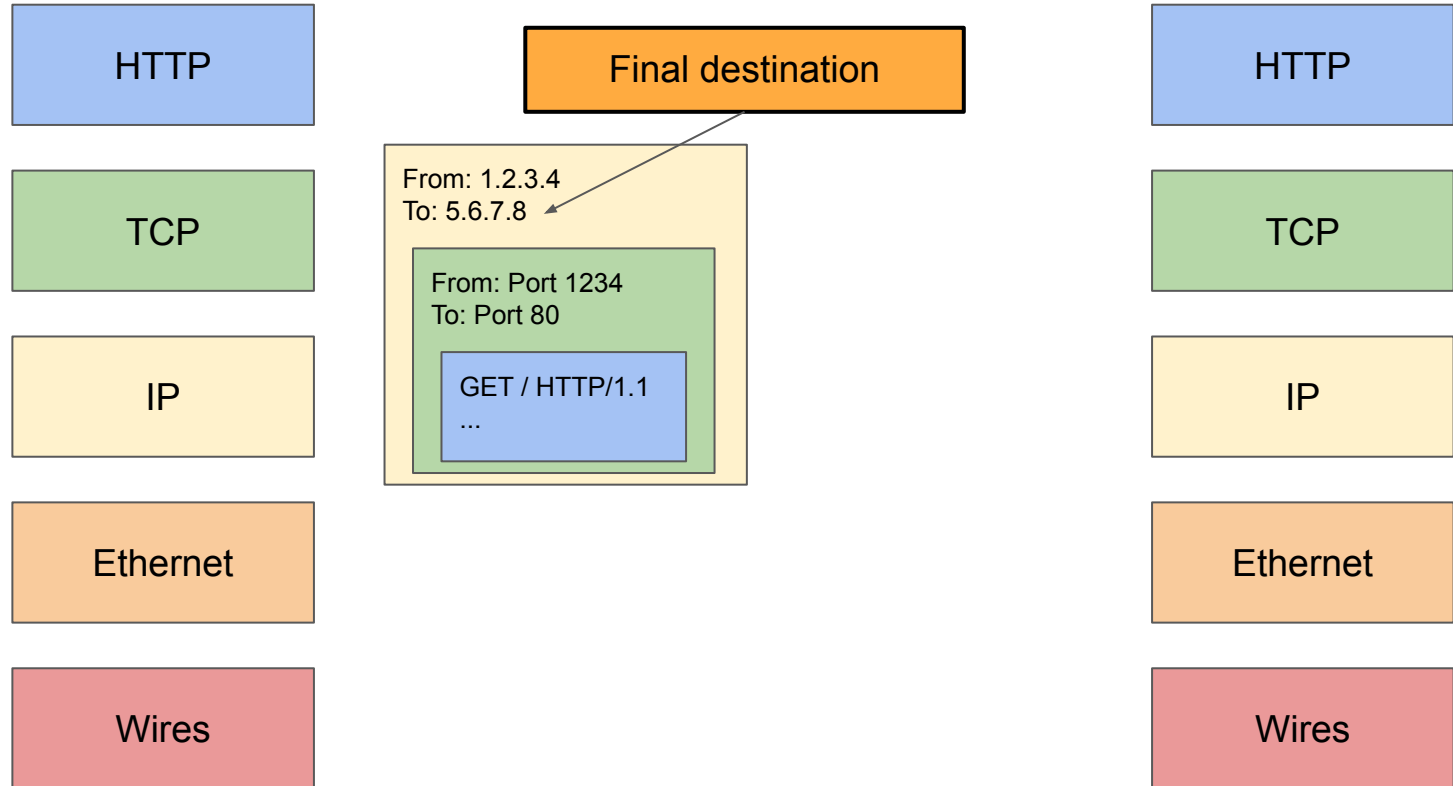 HTTP
TCP
IP
Ethernet
Wires
Final destination
From: 1.2.3.4
To: 5.6.7.8
From: Port 1234
To: Port 80
GET / HTTP/1.1
...
HTTP
TCP
IP
Ethernet
Wires